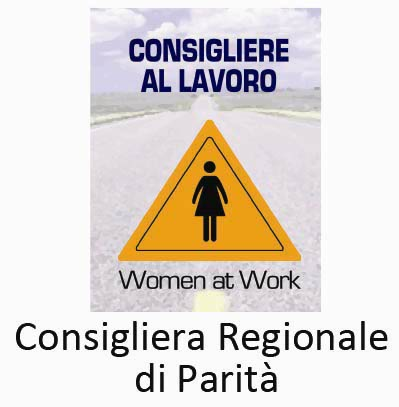 CONSIGLIERE
AL LAVORO
Women at Work
Consigliera Regionale
di Parità